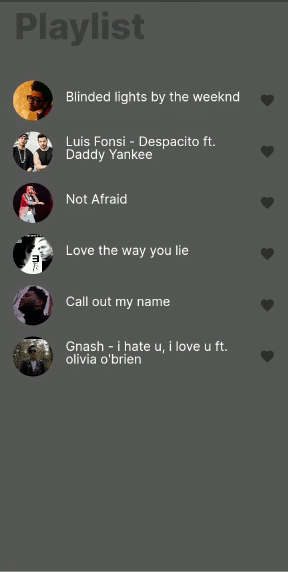 Playlist
Blinded lights by the weeknd
Luis Fonsi - Despacito ft.
Daddy Yankee
Not Afraid
Love the way you lie
Call out my name
Gnash - i hate u, i love u ft.
olivia o'brien